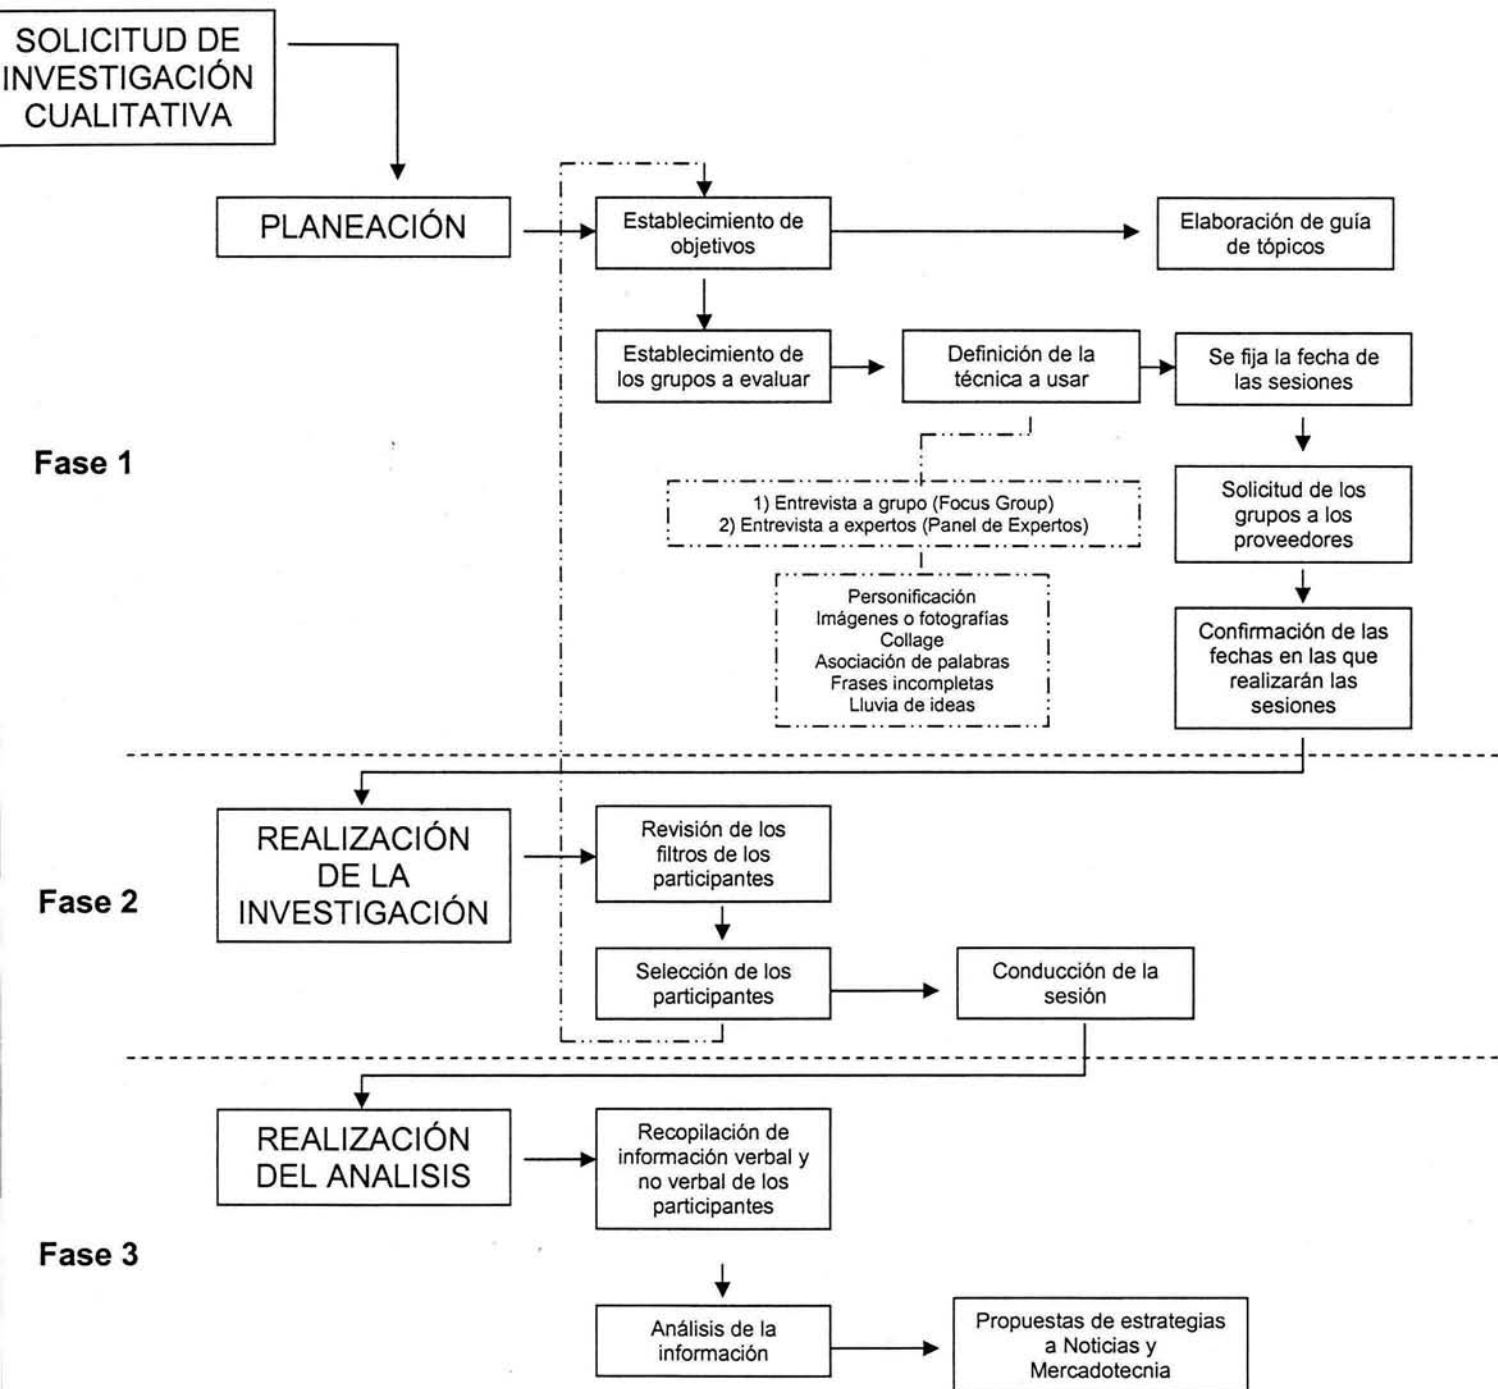 SOLICITUD DE
INVESTIGACIÓN
CUALITATIVA
PLANEACIÓN
Establecimiento de
objetivos
Elaboración de guía
de tópicos
Establecimiento de
los grupos a evaluar
Definición de la
técnica a usar
Se fija la fecha de
las sesiones
Fase 1
1) Entrevista a grupo (Focus Group)
2) Entrevista a expertos (Panel de Expertos)
Solicitud de los
grupos a los
proveedores
Personificación
Imágenes o fotografías
Collage
Asociación de palabras
Frases incompletas
Lluvia de ideas
Confirmación de las
fechas en las que
realizarán las
sesiones
REALIZACIÓN
DE LA
INVESTIGACIÓN
Revisión de los
filtros de los
participantes
Fase 2
Selección de los
participantes
Conducción de la
sesión
REALIZACIÓN
DEL ANALISIS
Recopilación de
información verbal y
no verbal de los
participantes
Fase 3
Análisis de la
información
Propuestas de estrategias
a Noticias y
Mercadotecnia